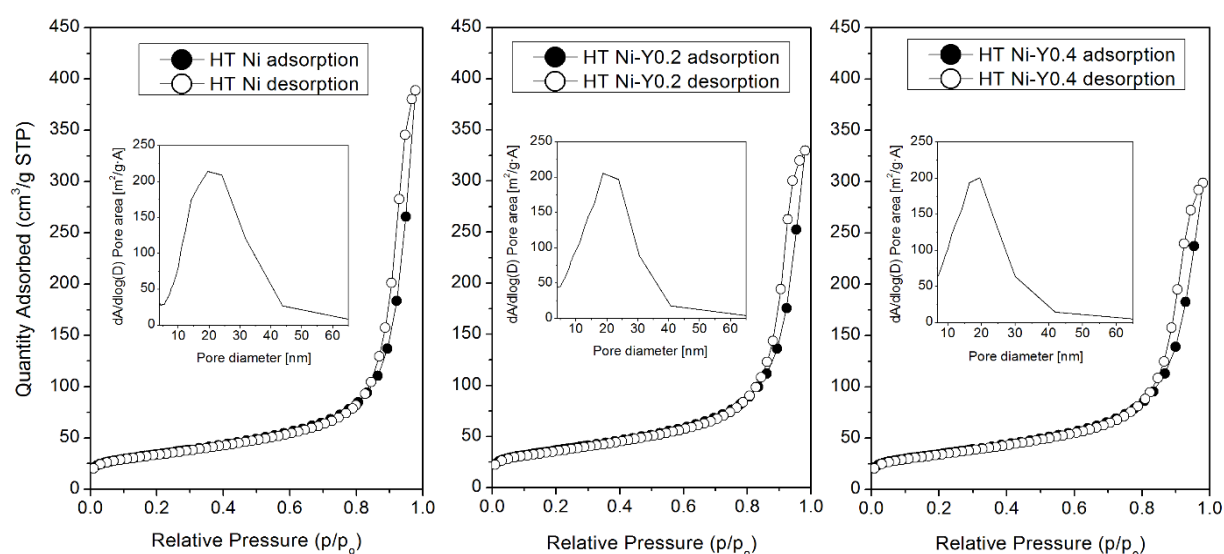 Quantity Adsorbed (cm³/g STP)
450
400
350
300
250
200
150
100
50
0
HT Ni adsorption
HT Ni desorption
dA/dlog(D) Pore area [m²/g·A]
250
200
150
100
50
0
10 20 30 40 50 60
Pore diameter [nm]
0.0 0.2 0.4 0.6 0.8 1.0
Relative Pressure (p/p₀)
450
400
350
300
250
200
150
100
50
0
HT Ni-Y0.2 adsorption
HT Ni-Y0.2 desorption
dA/dlog(D) Pore area [m²/g·A]
250
200
150
100
50
0
10 20 30 40 50 60
Pore diameter [nm]
0.0 0.2 0.4 0.6 0.8 1.0
Relative Pressure (p/p₀)
450
400
350
300
250
200
150
100
50
0
HT Ni-Y0.4 adsorption
HT Ni-Y0.4 desorption
dA/dlog(D) Pore area [m²/g·A]
250
200
150
100
50
0
10 20 30 40 50 60
Pore diameter [nm]
0.0 0.2 0.4 0.6 0.8 1.0
Relative Pressure (p/p₀)